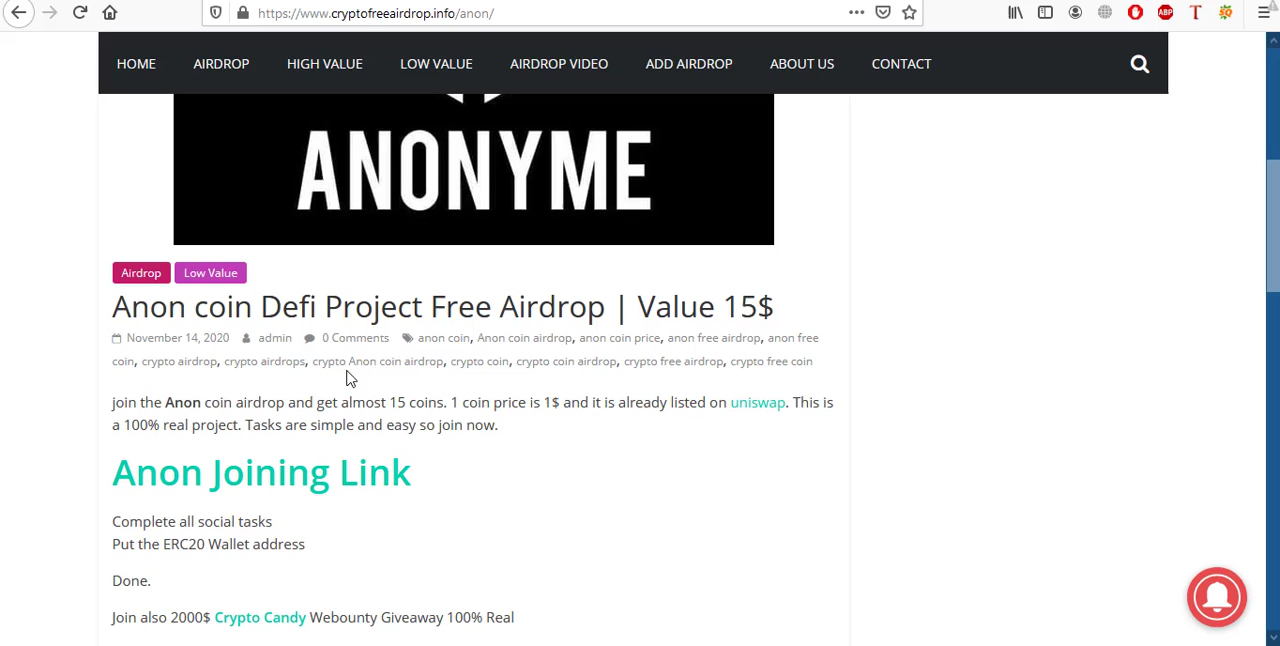 https://www.cryptofreeairdrop.info/anon/
ABP
T
HOME AIRDROP HIGH VALUE LOW VALUE AIRDROP VIDEO ADD AIRDROP ABOUT US CONTACT
ANONYME
Airdrop Low Value
Anon coin Defi Project Free Airdrop | Value 15$
November 14, 2020 admin 0 Comments anon coin, Anon coin airdrop, anon coin price, anon free airdrop, anon free
coin, crypto airdrop, crypto airdrops, crypto Anon coin airdrop, crypto coin, crypto coin airdrop, crypto free airdrop, crypto free coin
join the Anon coin airdrop and get almost 15 coins. 1 coin price is 1$ and it is already listed on uniswap. This is
a 100% real project. Tasks are simple and easy so join now.
Anon Joining Link
Complete all social tasks
Put the ERC20 Wallet address
Done.
Join also 2000$ Crypto Candy Webounty Giveaway 100% Real